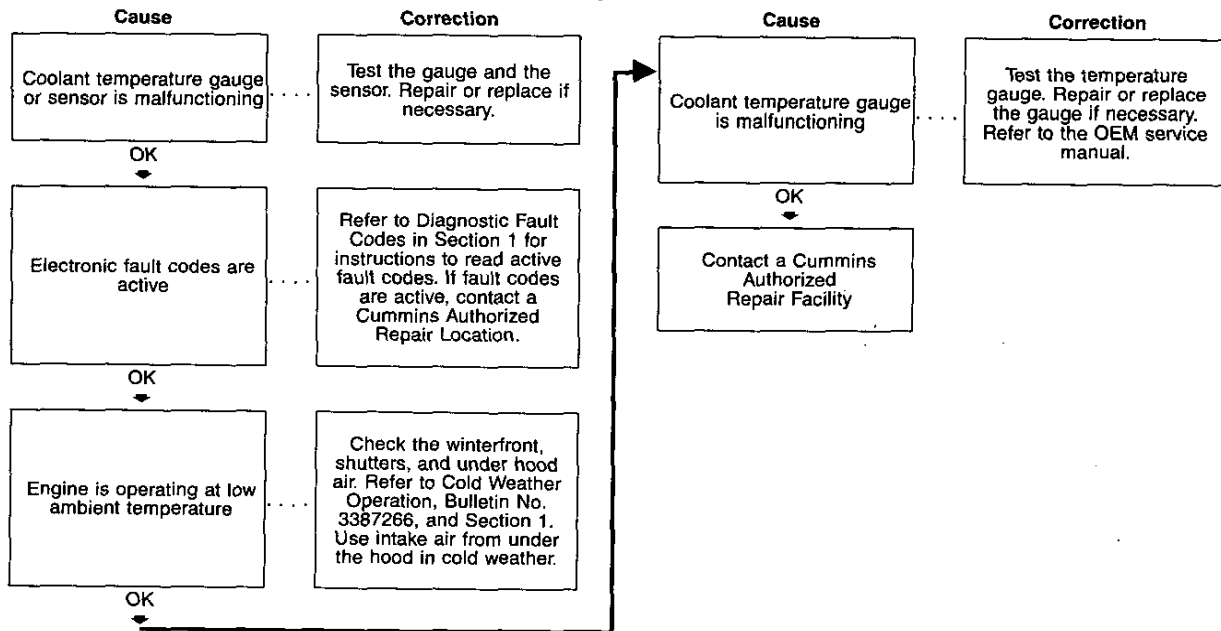 Cause
Correction
Coolant temperature gauge
or sensor is malfunctioning
Test the gauge and the
sensor. Repair or replace if
necessary.
OK
Electronic fault codes are
active
Refer to Diagnostic Fault
Codes in Section 1 for
instructions to read active
fault codes. If fault codes
are active, contact a
Cummins Authorized
Repair Location.
OK
Engine is operating at low
ambient temperature
Check the winterfront,
shutters, and under hood
air. Refer to Cold Weather
Operation, Bulletin No.
3387266, and Section 1.
Use intake air from under
the hood in cold weather.
OK
Cause
Correction
Coolant temperature gauge
is malfunctioning
Test the temperature
gauge. Repair or replace
the gauge if necessary.
Refer to the OEM service
manual.
OK
Contact a Cummins
Authorized
Repair Facility